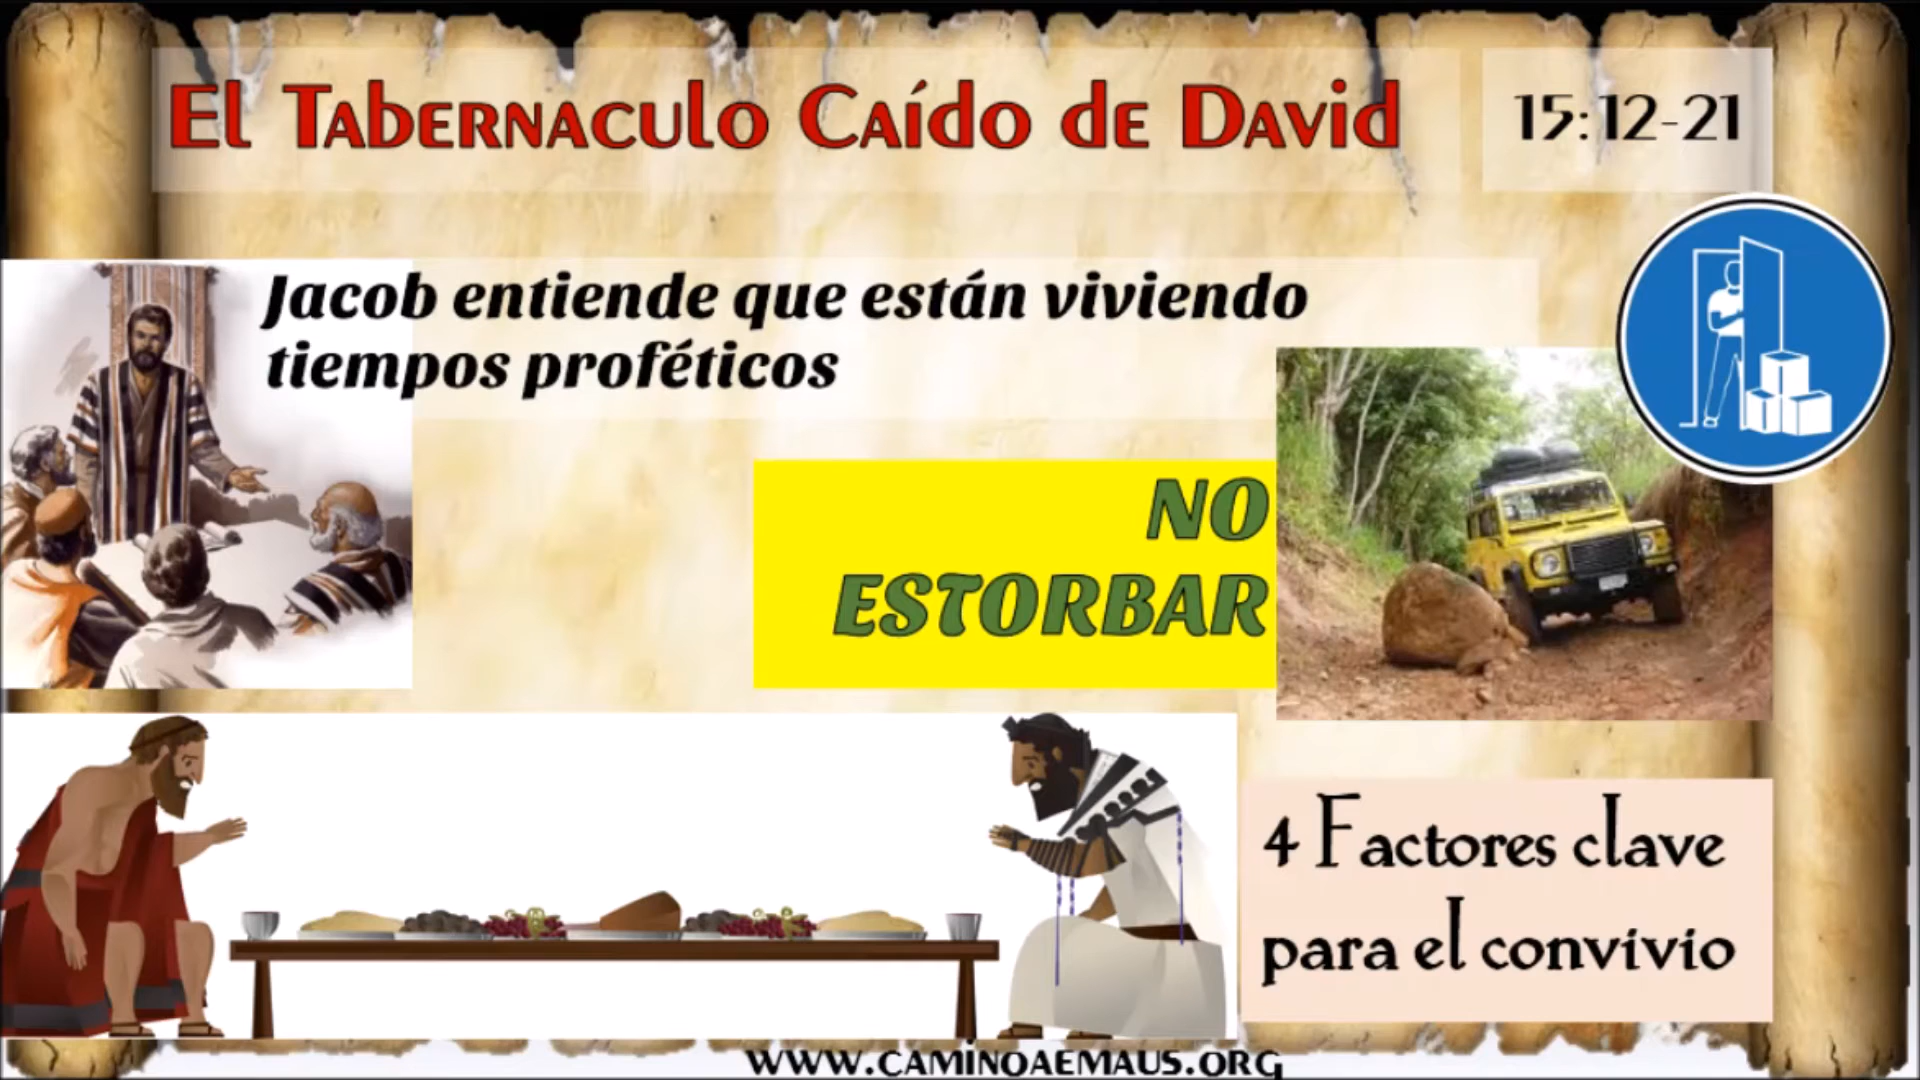 El Tabernaculo Caído de David
15:12-21
Jacob entiende que están viviendo
tiempos proféticos
NO
ESTORBAR
4 Factores clave
para el convivio
WWW.CAMINOAEMAUS.ORG